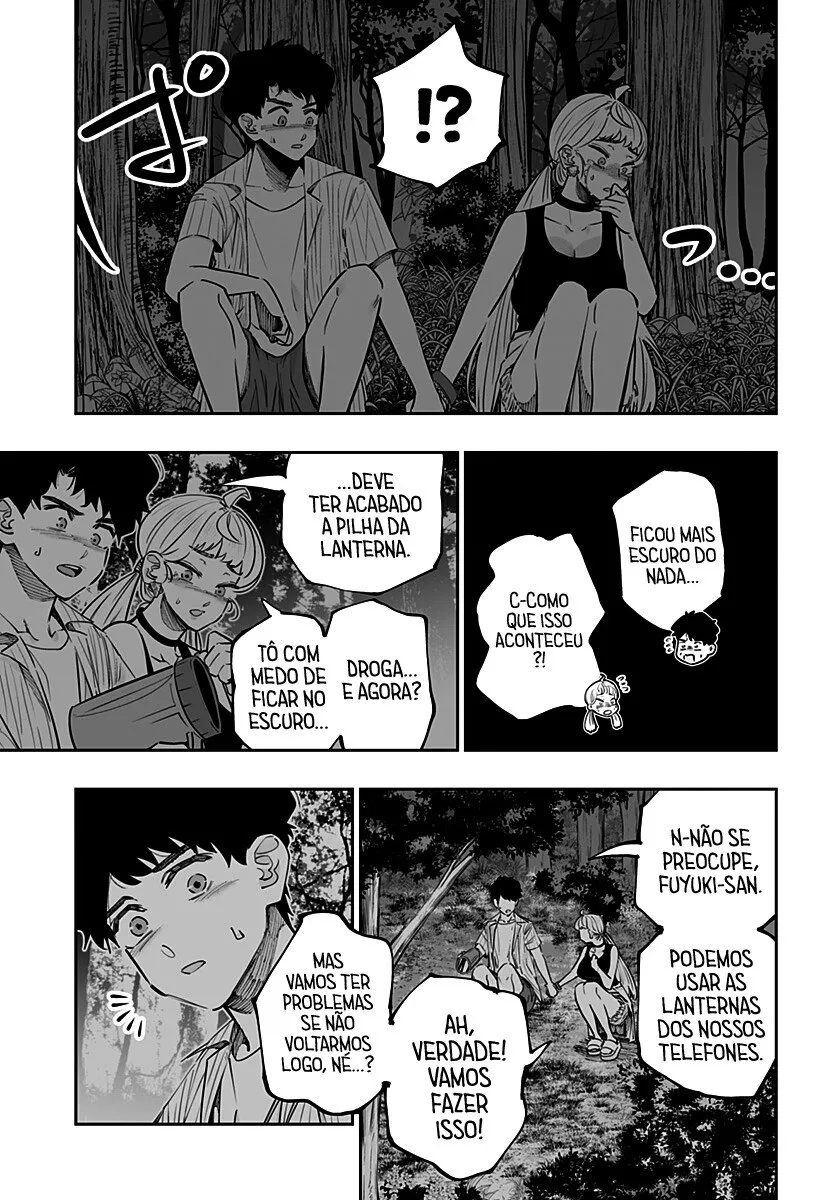 プ
!?
つ...
FICOU MAIS
ESCURO DO
NADA...
C-COMO
QUE ISSO
ACONTECEU
?!
...DEVE
TER ACABADO
A PILHA DA
LANTERNA.
DROGA...
E AGORA?
TÔ COM
MEDO DE
FICAR NO
ESCURO...
N-NÃO SE
PREOCUPE,
FUYUKI-SAN.
PODEMOS
USAR AS
LANTERNAS
DOS NOSSOS
TELEFONES.
AH,
VERDADE!
VAMOS
FAZER
ISSO!
MAS
VAMOS TER
PROBLEMAS
SE NÃO
VOLTARMOS
LOGO, NÉ...?